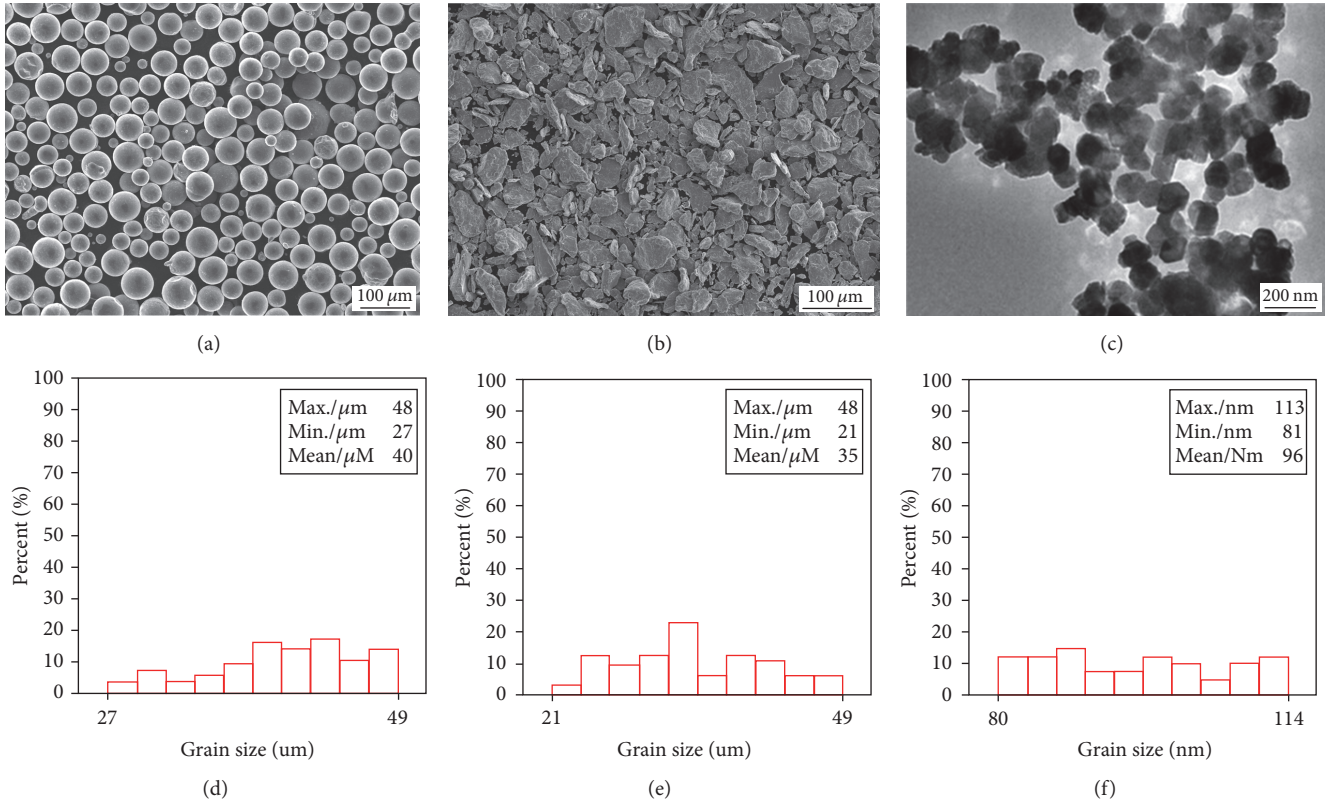 100 μm
100 μm
200 nm
(a)
(b)
(c)
100
90
80
70
60
50
40
30
20
10
0
Percent (%)
Max./μm 48
Min./μm 27
Mean/μM 40
27
49
Grain size (um)
(d)
100
90
80
70
60
50
40
30
20
10
0
Percent (%)
Max./μm 48
Min./μm 21
Mean/μM 35
21
49
Grain size (um)
(e)
100
90
80
70
60
50
40
30
20
10
0
Percent (%)
Max./nm 113
Min./nm 81
Mean/Nm 96
80
114
Grain size (nm)
(f)